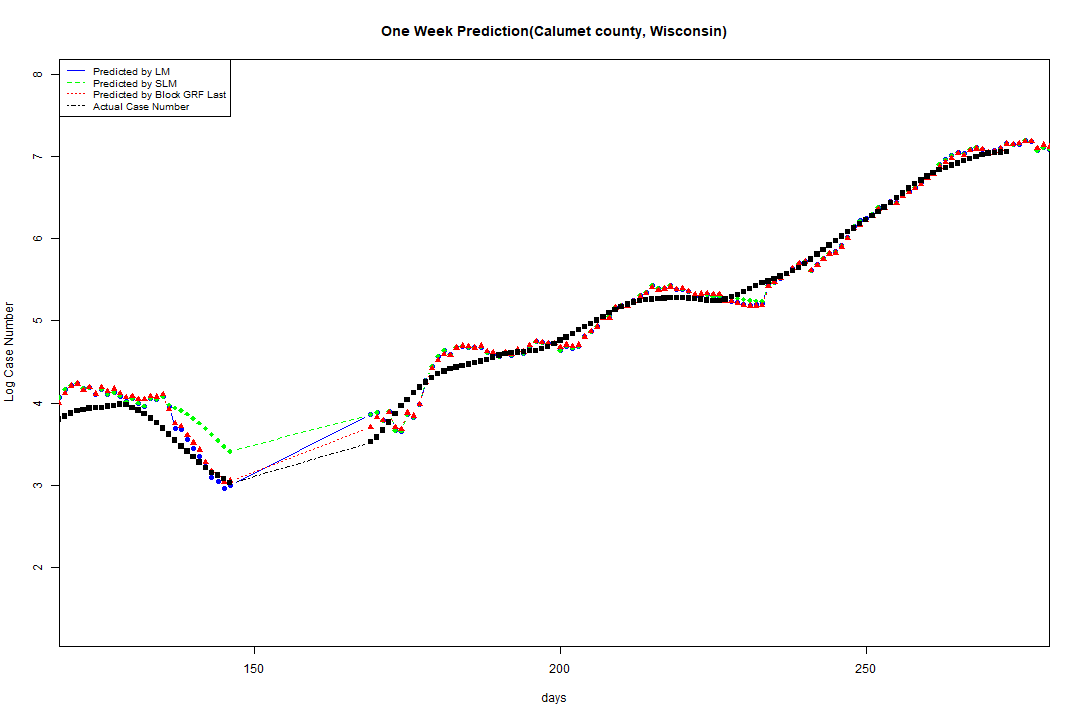 One Week Prediction(Calumet county, Wisconsin)
Predicted by LM
Predicted by SLM
Predicted by Block GRF Last
Actual Case Number
8
7
6
5
4
3
2
Log Case Number
150
200
250
days